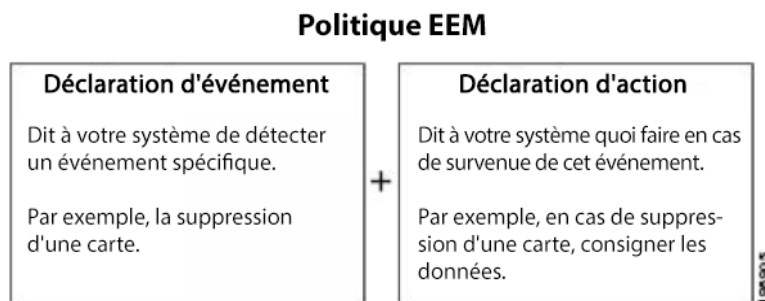 Politique EEM
Déclaration d'événement
Dit à votre système de détecter
un événement spécifique.
Par exemple, la suppression
d'une carte.
+
Déclaration d'action
Dit à votre système quoi faire en cas
de survenue de cet événement.
Par exemple, en cas de suppres-
sion d'une carte, consigner les
données.